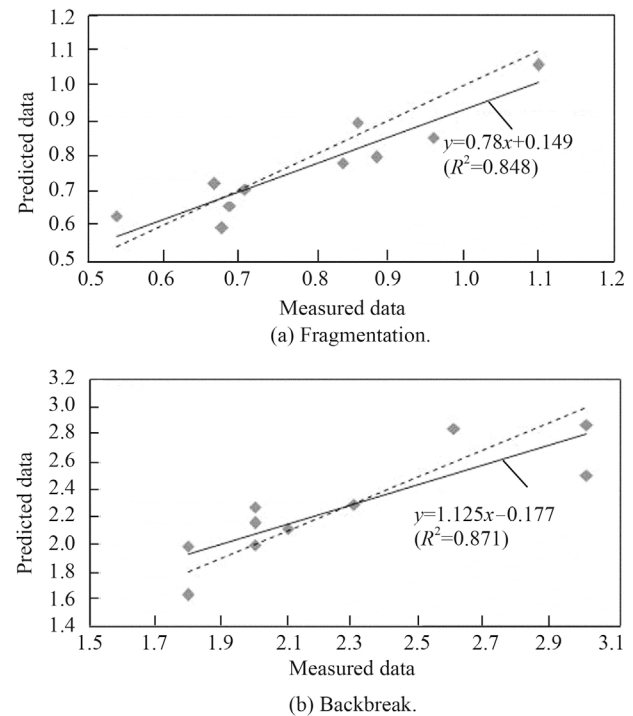 1.2
1.1
1.0
0.9
0.8
0.7
0.6
0.5
Predicted data
y=0.78x+0.149
(R²=0.848)
0.5 0.6 0.7 0.8 0.9 1.0 1.1 1.2
Measured data
(a) Fragmentation.
3.2
3.0
2.8
2.6
2.4
2.2
2.0
1.8
1.6
1.4
Predicted data
y=1.125x–0.177
(R²=0.871)
1.5 1.7 1.9 2.1 2.3 2.5 2.7 2.9 3.1
Measured data
(b) Backbreak.